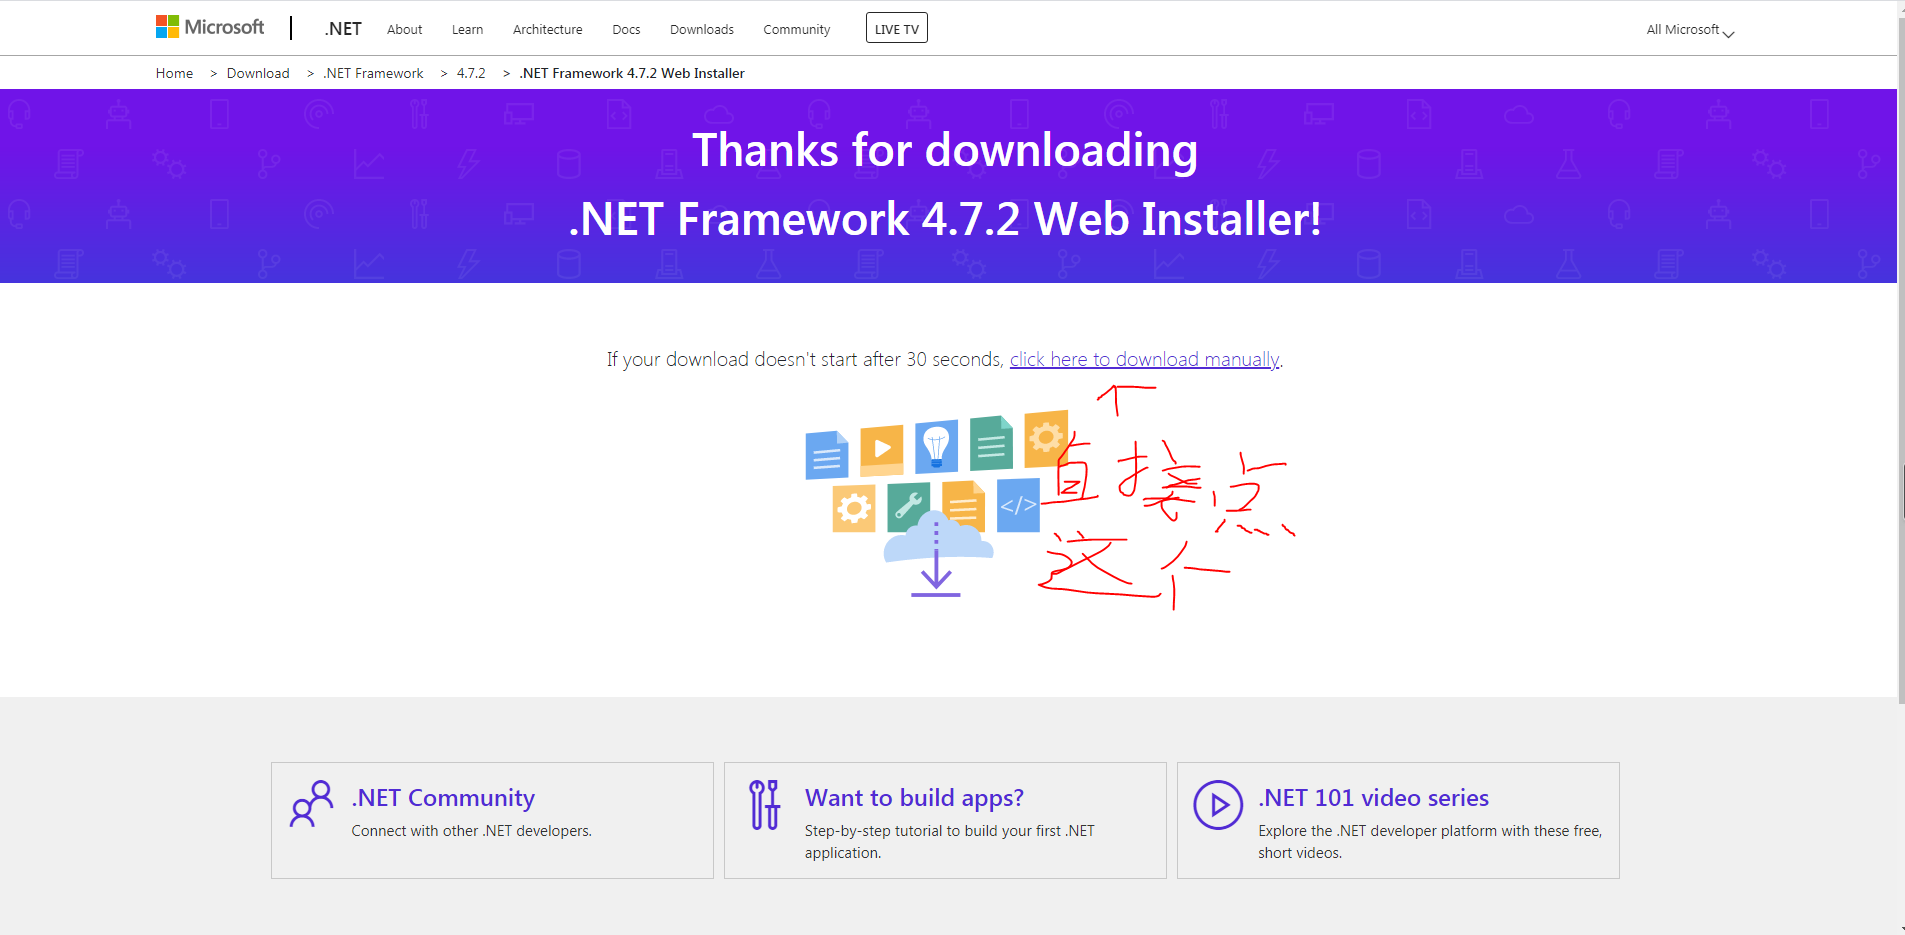 Microsoft
.NET
About
Learn
Architecture
Docs
Downloads
Community
LIVE TV
All Microsoft
Home > Download > .NET Framework > 4.7.2 > .NET Framework 4.7.2 Web Installer
Thanks for downloading
.NET Framework 4.7.2 Web Installer!
If your download doesn't start after 30 seconds, click here to download manually.
直接点
这个
</>
.NET Community
Connect with other .NET developers.
Want to build apps?
Step-by-step tutorial to build your first .NET
application.
.NET 101 video series
Explore the .NET developer platform with these free,
short videos.